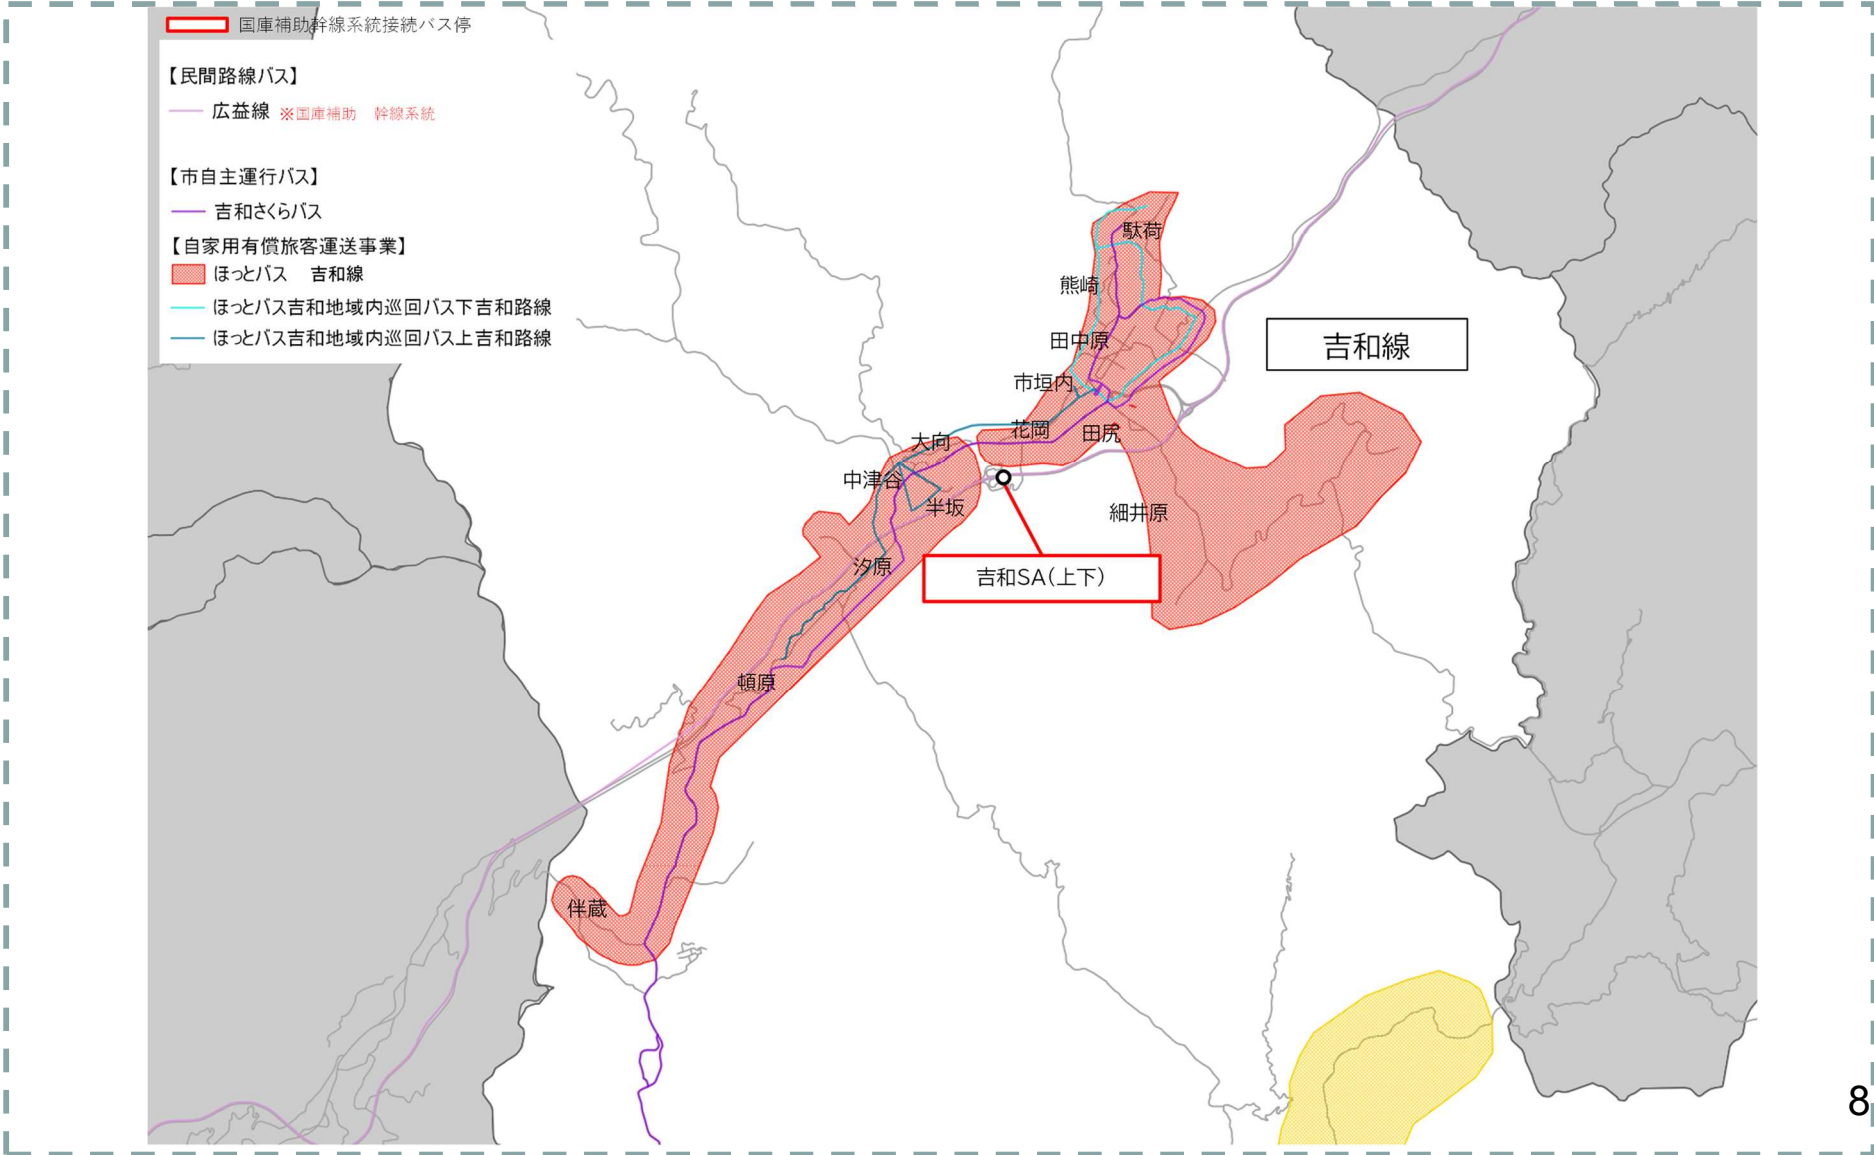 国庫補助幹線系統接続バス停
【民間路線バス】
広益線 ※国庫補助　幹線系統
【市自主運行バス】
吉和さくらバス
【自家用有償旅客運送事業】
ほっとバス　吉和線
ほっとバス吉和地域内巡回バス下吉和路線
ほっとバス吉和地域内巡回バス上吉和路線
駄荷
熊崎
田中原
吉和線
市垣内
花岡
田尻
大向
中津谷
半坂
細井原
汐原
吉和SA(上下)
頓原
伴蔵
8